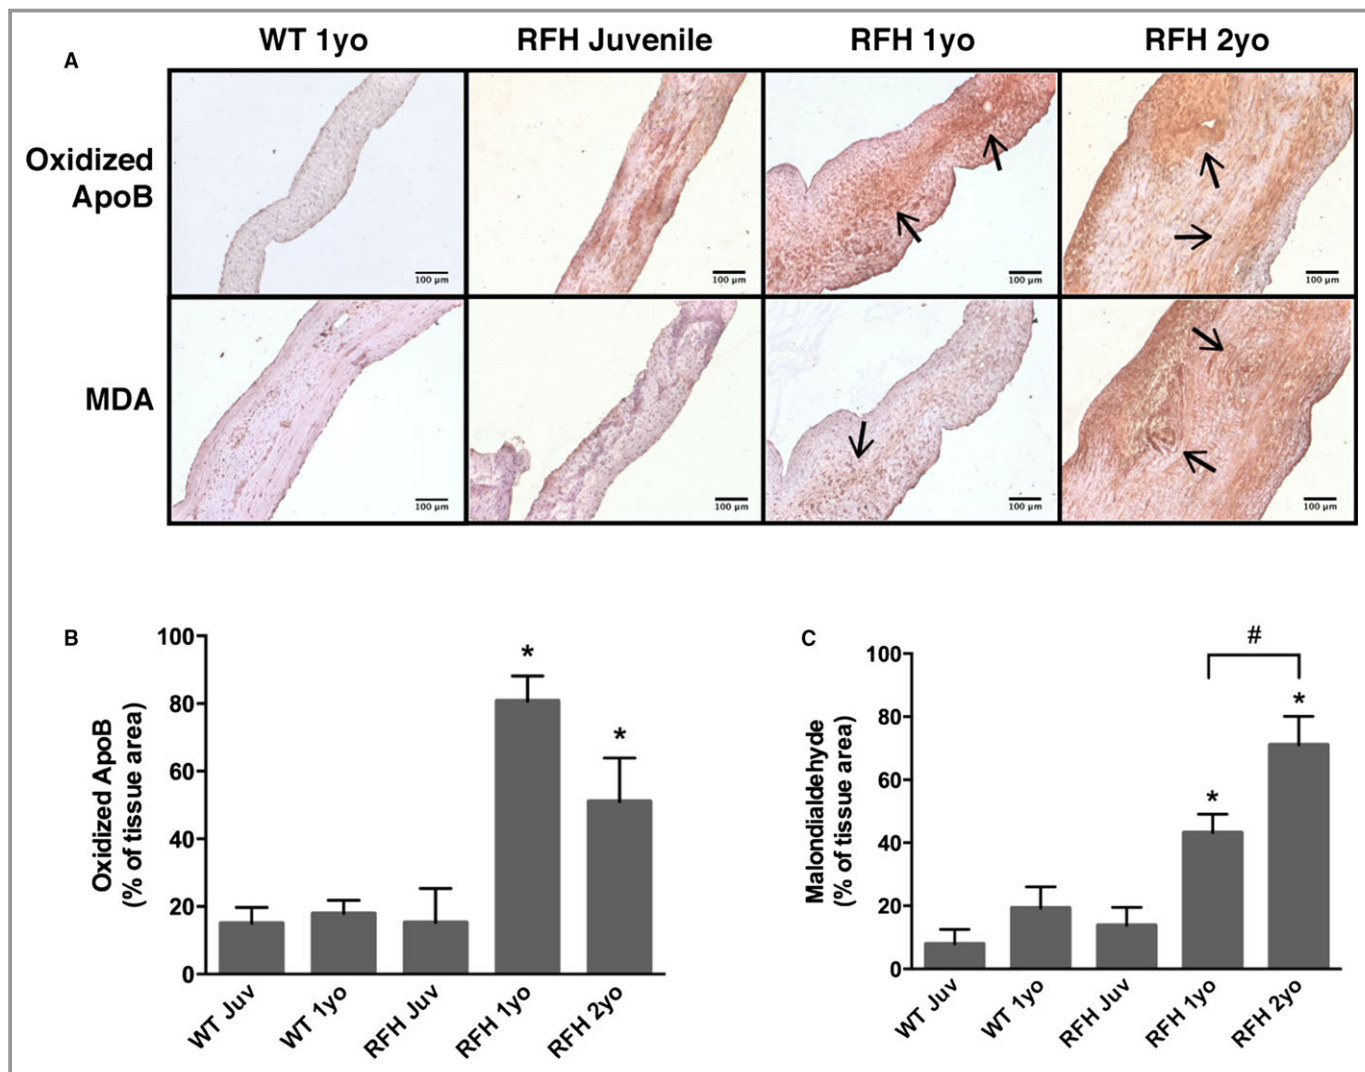 WT 1yo RFH Juvenile RFH 1yo RFH 2yo
A
Oxidized
ApoB
100 µm 100 µm 100 µm 100 µm
MDA
100 µm 100 µm 100 µm 100 µm
B
Oxidized ApoB
(% of tissue area)
100
80
60
40
20
0
*
*
WT Juv
WT 1yo
RFH Juv
RFH 1yo
RFH 2yo
C
Malondialdehyde
(% of tissue area)
100
80
60
40
20
0
#
*
*
WT Juv
WT 1yo
RFH Juv
RFH 1yo
RFH 2yo